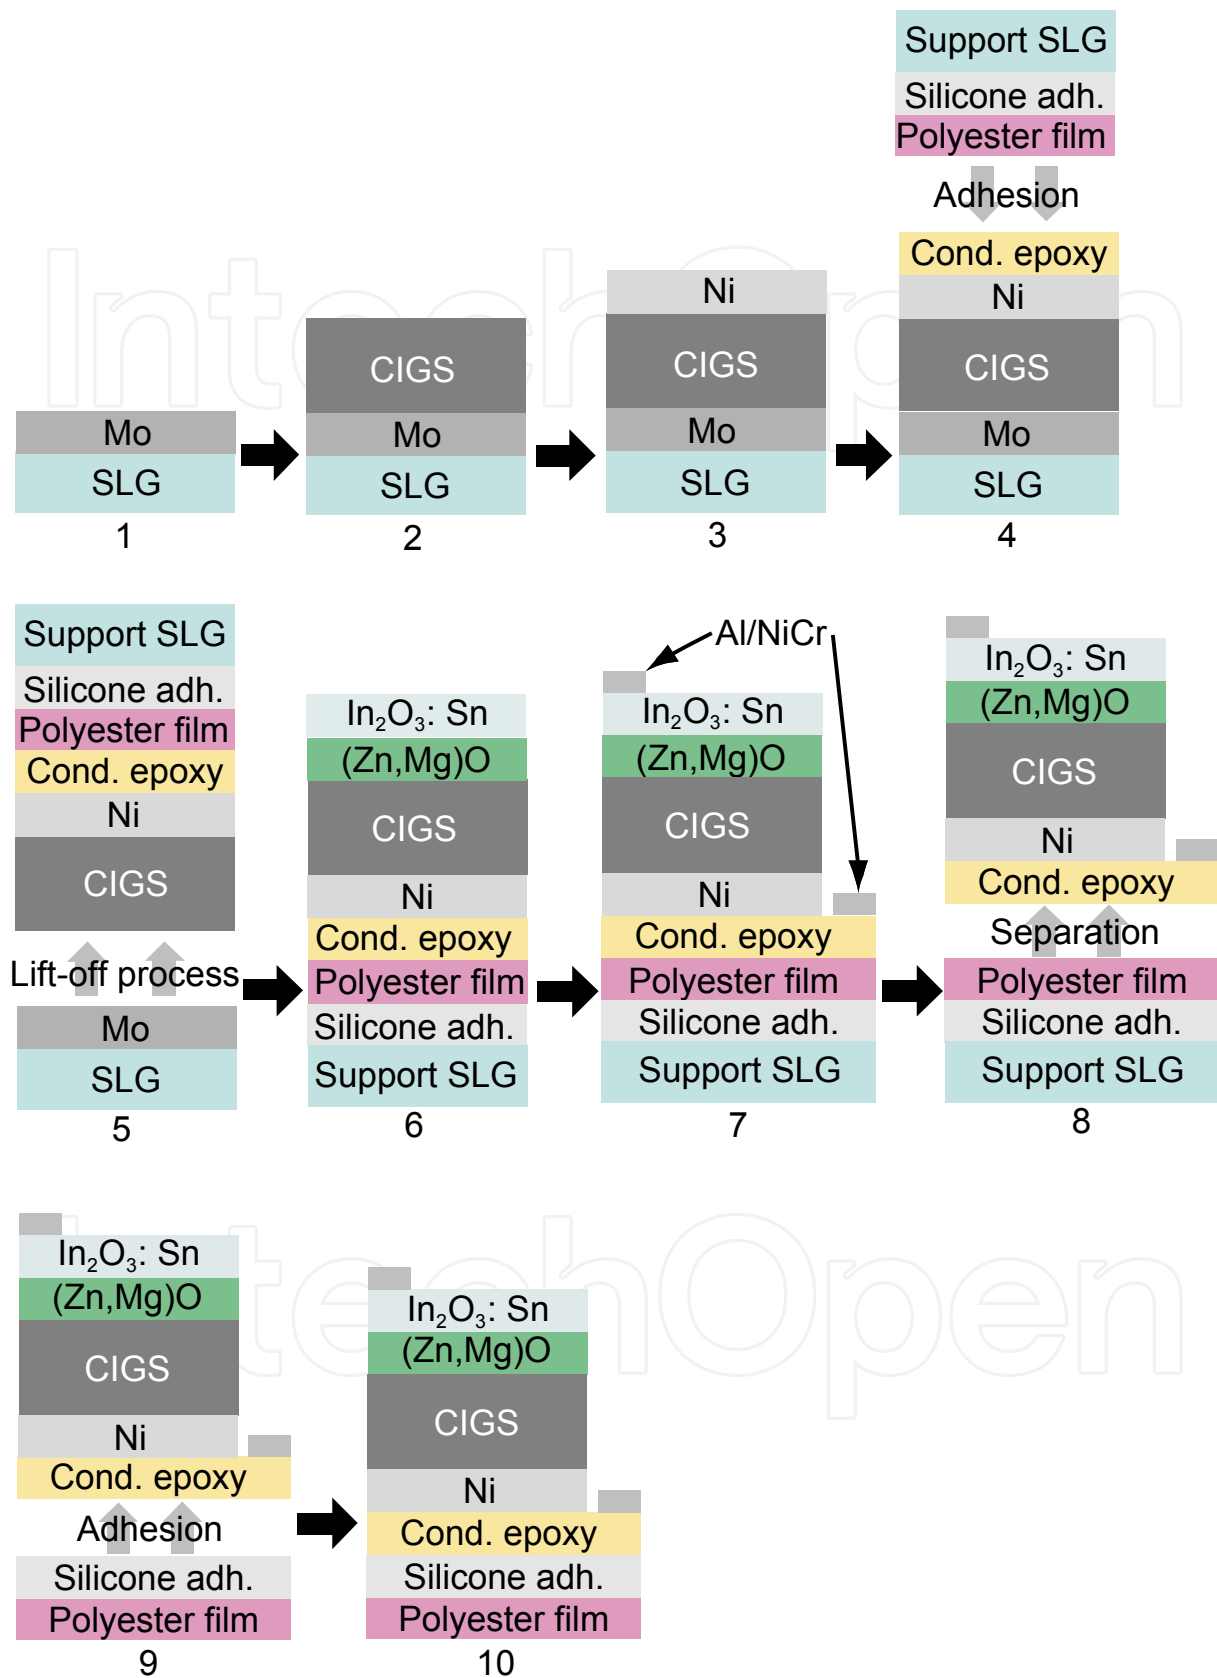 Support SLG
Silicone adh.
Polyester film
Adhesion
Cond. epoxy
Ni
CIGS
Mo
SLG
4
Ni
CIGS
Mo
SLG
3
CIGS
Mo
SLG
2
Mo
SLG
1
IntechOpen
Support SLG
Silicone adh.
Polyester film
Cond. epoxy
Ni
CIGS
Lift-off process
Mo
SLG
5
In₂O₃: Sn
(Zn,Mg)O
CIGS
Ni
Cond. epoxy
Polyester film
Silicone adh.
Support SLG
6
Al/NiCr
In₂O₃: Sn
(Zn,Mg)O
CIGS
Ni
Cond. epoxy
Polyester film
Silicone adh.
Support SLG
7
In₂O₃: Sn
(Zn,Mg)O
CIGS
Ni
Cond. epoxy
Separation
Polyester film
Silicone adh.
Support SLG
8
In₂O₃: Sn
(Zn,Mg)O
CIGS
Ni
Cond. epoxy
Adhesion
Silicone adh.
Polyester film
9
In₂O₃: Sn
(Zn,Mg)O
CIGS
Ni
Cond. epoxy
Silicone adh.
Polyester film
10
IntechOpen